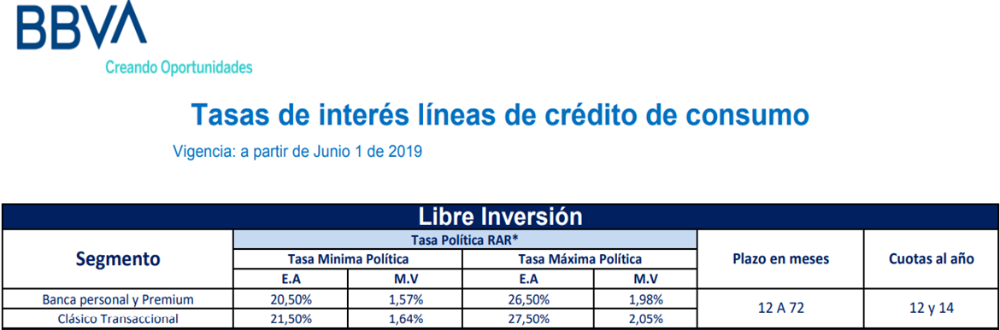 BBVA
Creando Oportunidades
Tasas de interés líneas de crédito de consumo
Vigencia: a partir de Junio 1 de 2019
Libre Inversión
Segmento
Tasa Política RAR*
Plazo en meses
Cuotas al año
Tasa Minima Política
Tasa Máxima Política
E.A
M.V
E.A
M.V
Banca personal y Premium
20,50%
1,57%
26,50%
1,98%
12 A 72
12 y 14
Clásico Transaccional
21,50%
1,64%
27,50%
2,05%